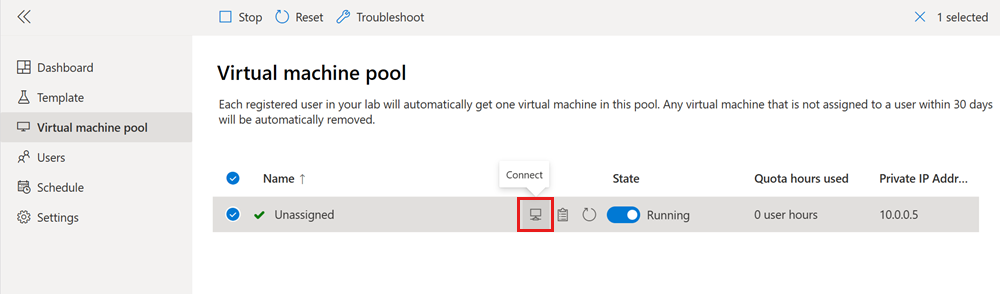 Stop Reset Troubleshoot 1 selected
Dashboard
Template
Virtual machine pool
Users
Schedule
Settings
Virtual machine pool
Each registered user in your lab will automatically get one virtual machine in this pool. Any virtual machine that is not assigned to a user within 30 days
will be automatically removed.
Connect
Name ↑ State Quota hours used Private IP Addr...
Unassigned Running 0 user hours 10.0.0.5